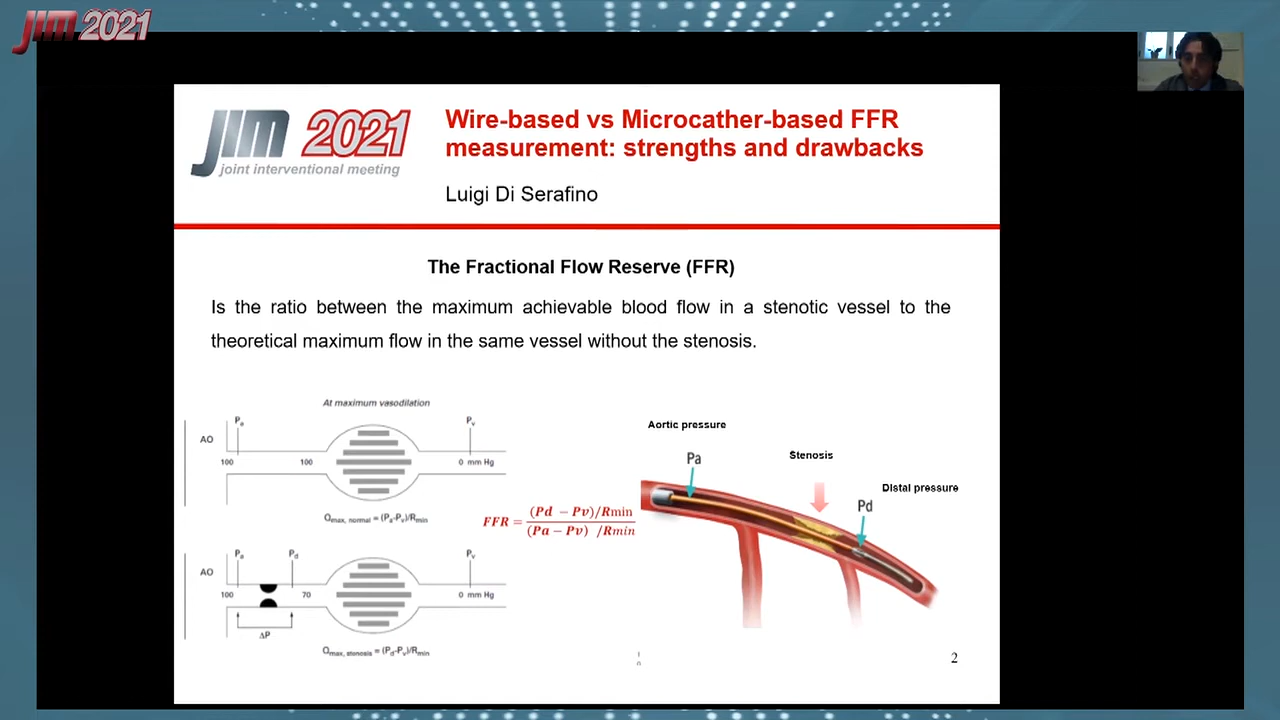 JIM 2021
JIM 2021
joint interventional meeting
Wire-based vs Microcather-based FFR
measurement: strengths and drawbacks
Luigi Di Serafino
The Fractional Flow Reserve (FFR)
Is the ratio between the maximum achievable blood flow in a stenotic vessel to the
theoretical maximum flow in the same vessel without the stenosis.
At maximum vasodilation
Pa
Pv
AO
100
100
0 mm Hg
Qmax, normal = (Pa-Pv)/Rmin
Pa
Pd
Pv
AO
100
70
0 mm Hg
ΔP
Qmax, stenosis = (Pd-Pv)/Rmin
FFR = (Pd − Pv)/Rmin
(Pa − Pv) /Rmin
Aortic pressure
Pa
Stenosis
Distal pressure
Pd
2